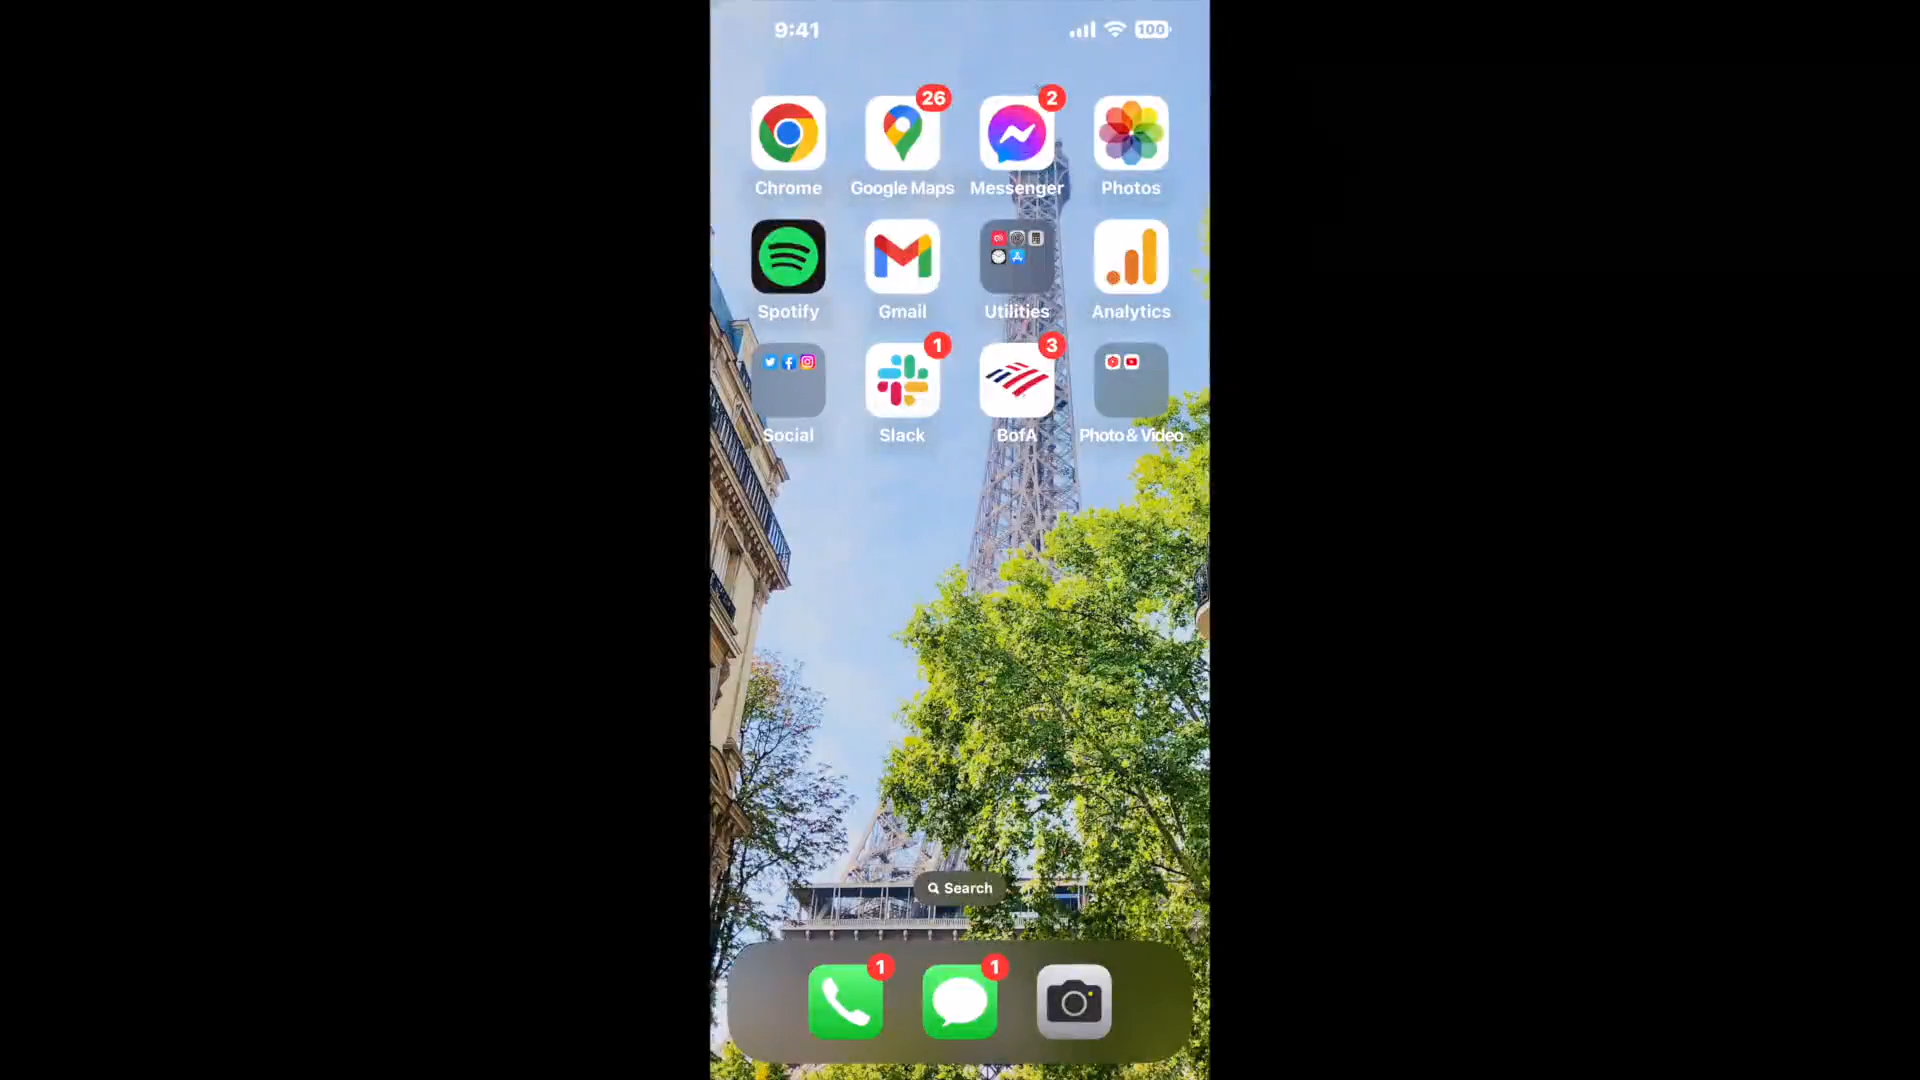 9:41
100
26
2
Chrome
Google Maps
Messenger
Photos
Spotify
Gmail
Utilities
Analytics
1
3
Social
Slack
BofA
Photo & Video
Search
1
1